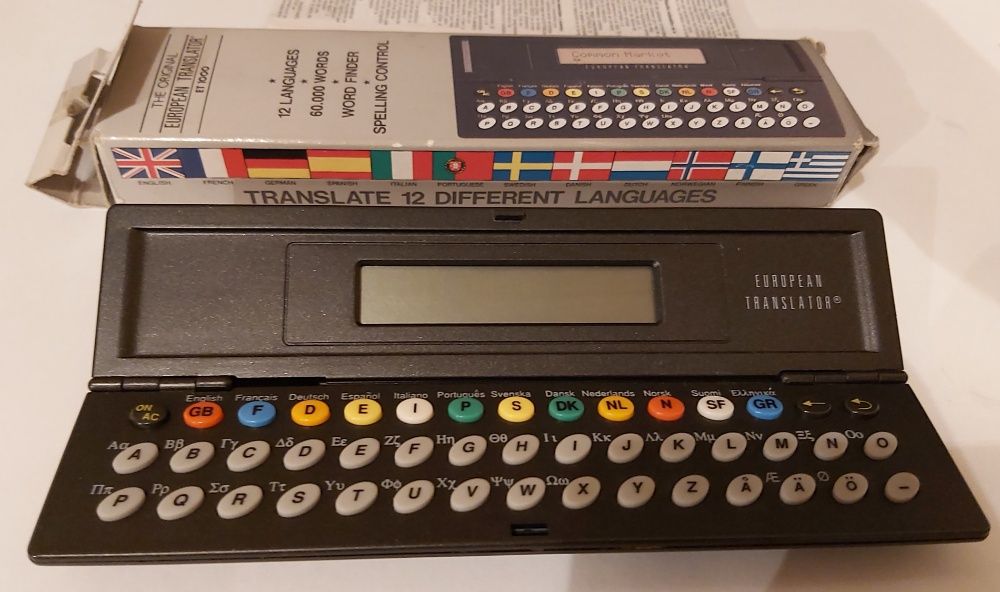 THE ORIGINAL
EUROPEAN TRANSLATOR
ET 1000
* 12 LANGUAGES
* 60.000 WORDS
* WORD FINDER
* SPELLING CONTROL
Common Market
EUROPEAN TRANSLATOR
ENGLISH FRENCH GERMAN SPANISH ITALIAN PORTUGUESE SWEDISH DANISH DUTCH NORWEGIAN FINNISH GREEK
TRANSLATE 12 DIFFERENT LANGUAGES
EUROPEAN
TRANSLATOR®
English Français Deutsch Español Italiano Português Svenska Dansk Nederlands Norsk Suomi Ελληνικά
ON AC GB F D E I P S DK NL N SF GR
Αα Ββ Γγ Δδ Εε Ζζ Ηη Θθ Ιι Κκ Λλ Μμ Νν Ξξ Οο
A B C D E F G H I J K L M N O
Ππ Ρρ Σσ Ττ Υυ Φφ Χχ Ψψ Ωω Æ Ø
P Q R S T U V W X Y Z Å Ä Ö –